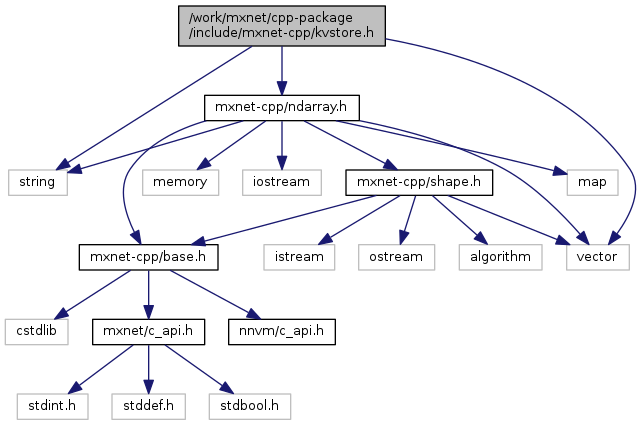 /work/mxnet/cpp-package
/include/mxnet-cpp/kvstore.h
mxnet-cpp/ndarray.h
string
memory
iostream
mxnet-cpp/shape.h
map
mxnet-cpp/base.h
istream
ostream
algorithm
vector
cstdlib
mxnet/c_api.h
nnvm/c_api.h
stdint.h
stddef.h
stdbool.h